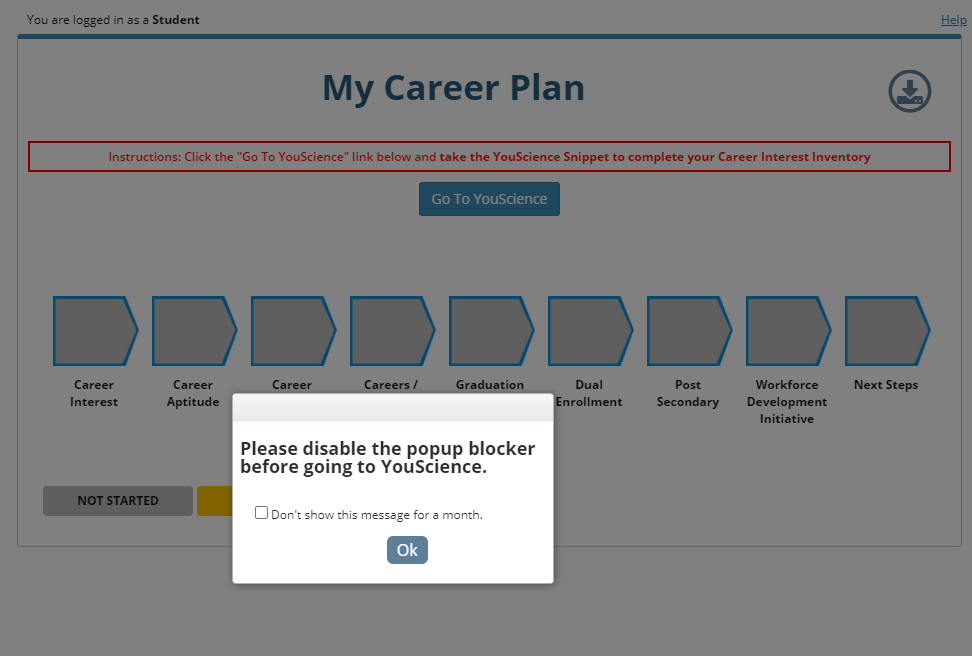 You are logged in as a Student
Help
My Career Plan
Instructions: Click the "Go To YouScience" link below and take the YouScience Snippet to complete your Career Interest Inventory
Go To YouScience
Career
Interest
Career
Aptitude
Career
Careers /
Graduation
Dual
Enrollment
Post
Secondary
Workforce
Development
Initiative
Next Steps
NOT STARTED
Please disable the popup blocker
before going to YouScience.
Don't show this message for a month.
Ok